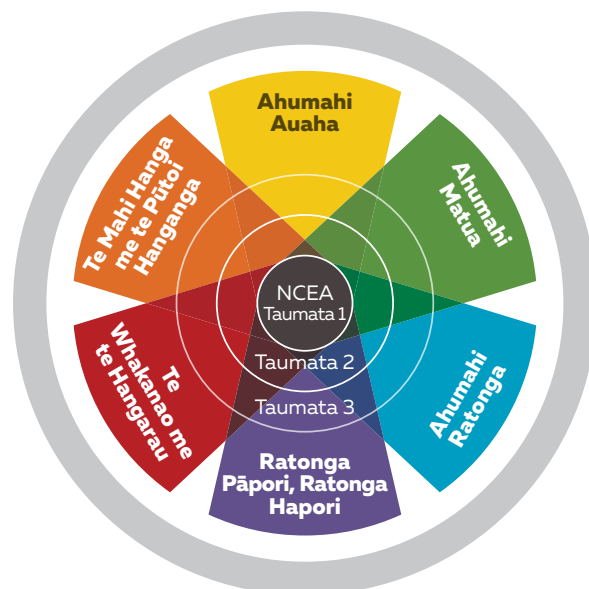 Ahumahi
Auaha
Ahumahi
Matua
Ahumahi
Ratonga
Ratonga
Pāpori, Ratonga
Hapori
Te
Whakanao me
te Hangarau
Te Mahi Hanga
me te Pūtoi
Hanganga
NCEA
Taumata 1
Taumata 2
Taumata 3